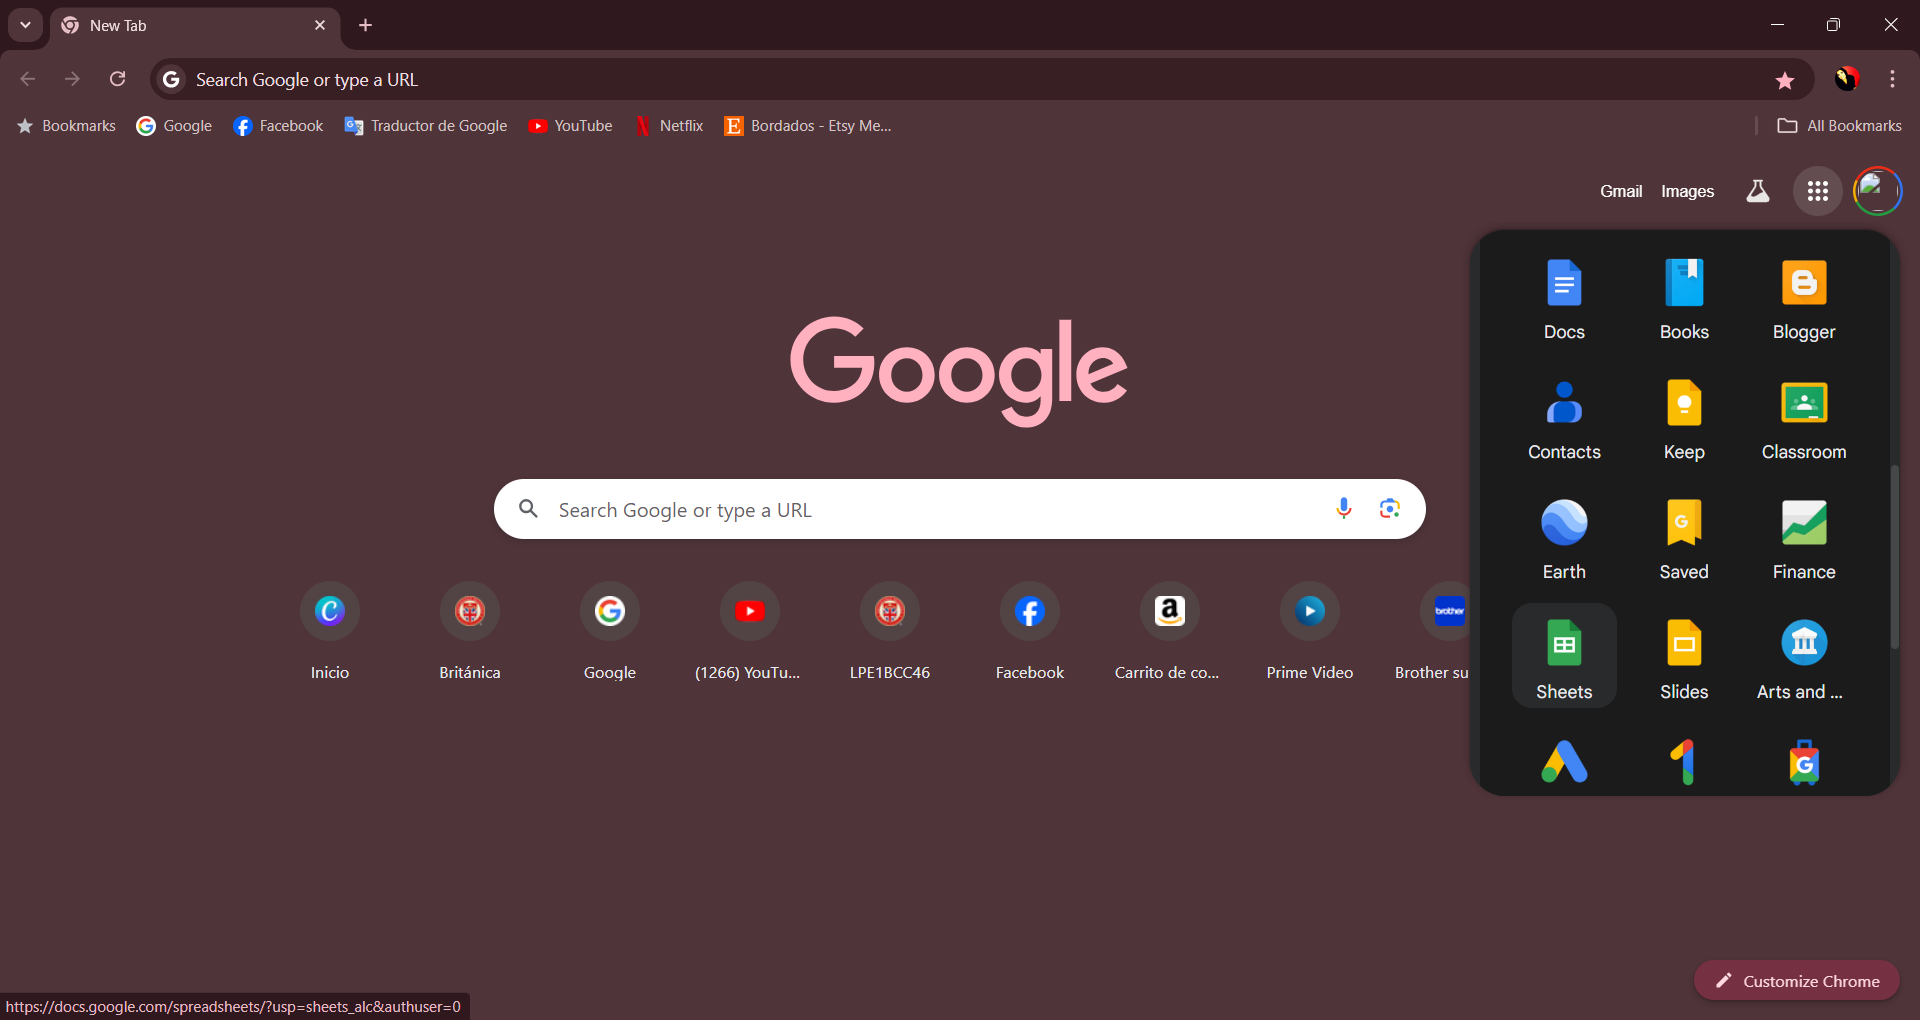 New Tab
Search Google or type a URL
Bookmarks Google Facebook Traductor de Google YouTube Netflix Bordados - Etsy Me... All Bookmarks
Gmail Images
Google
Search Google or type a URL
Inicio Británica Google (1266) YouTu... LPE1BCC46 Facebook Carrito de co... Prime Video Brother su
brother
Docs Books Blogger
Contacts Keep Classroom
Earth Saved Finance
Sheets Slides Arts and ...
Customize Chrome
https://docs.google.com/spreadsheets/?usp=sheets_alc&authuser=0